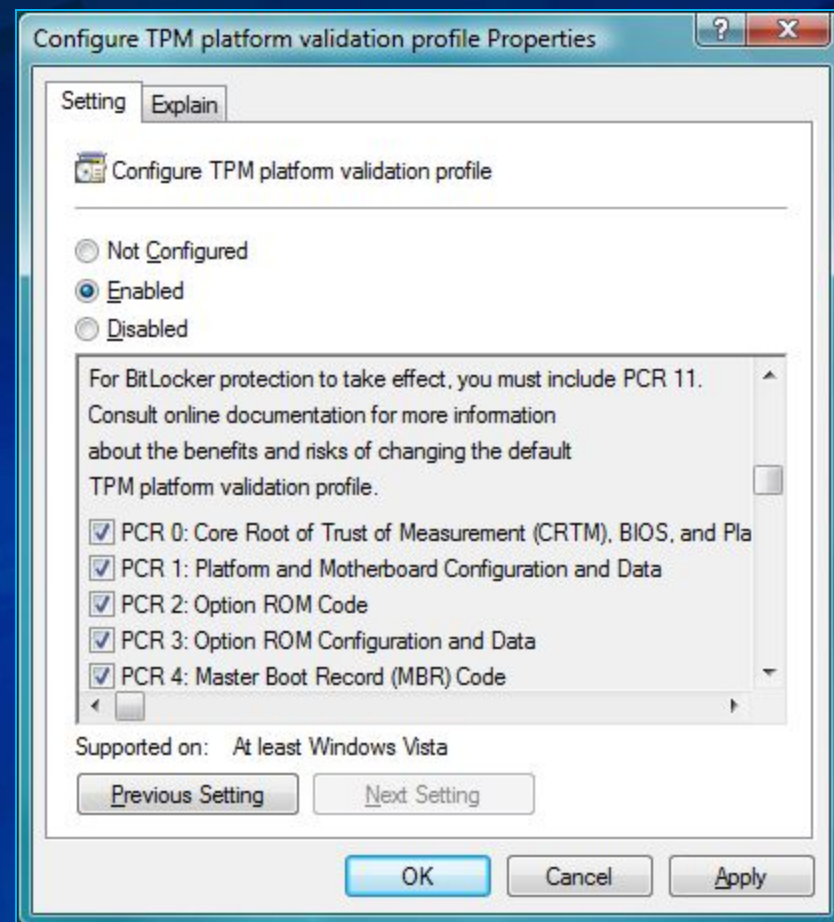 Configure TPM platform validation profile Properties
Setting
Explain
Configure TPM platform validation profile
Not Configured
Enabled
Disabled
For BitLocker protection to take effect, you must include PCR 11.
Consult online documentation for more information
about the benefits and risks of changing the default
TPM platform validation profile.
PCR 0: Core Root of Trust of Measurement (CRTM), BIOS, and Pla
PCR 1: Platform and Motherboard Configuration and Data
PCR 2: Option ROM Code
PCR 3: Option ROM Configuration and Data
PCR 4: Master Boot Record (MBR) Code
Supported on: At least Windows Vista
Previous Setting
Next Setting
OK
Cancel
Apply